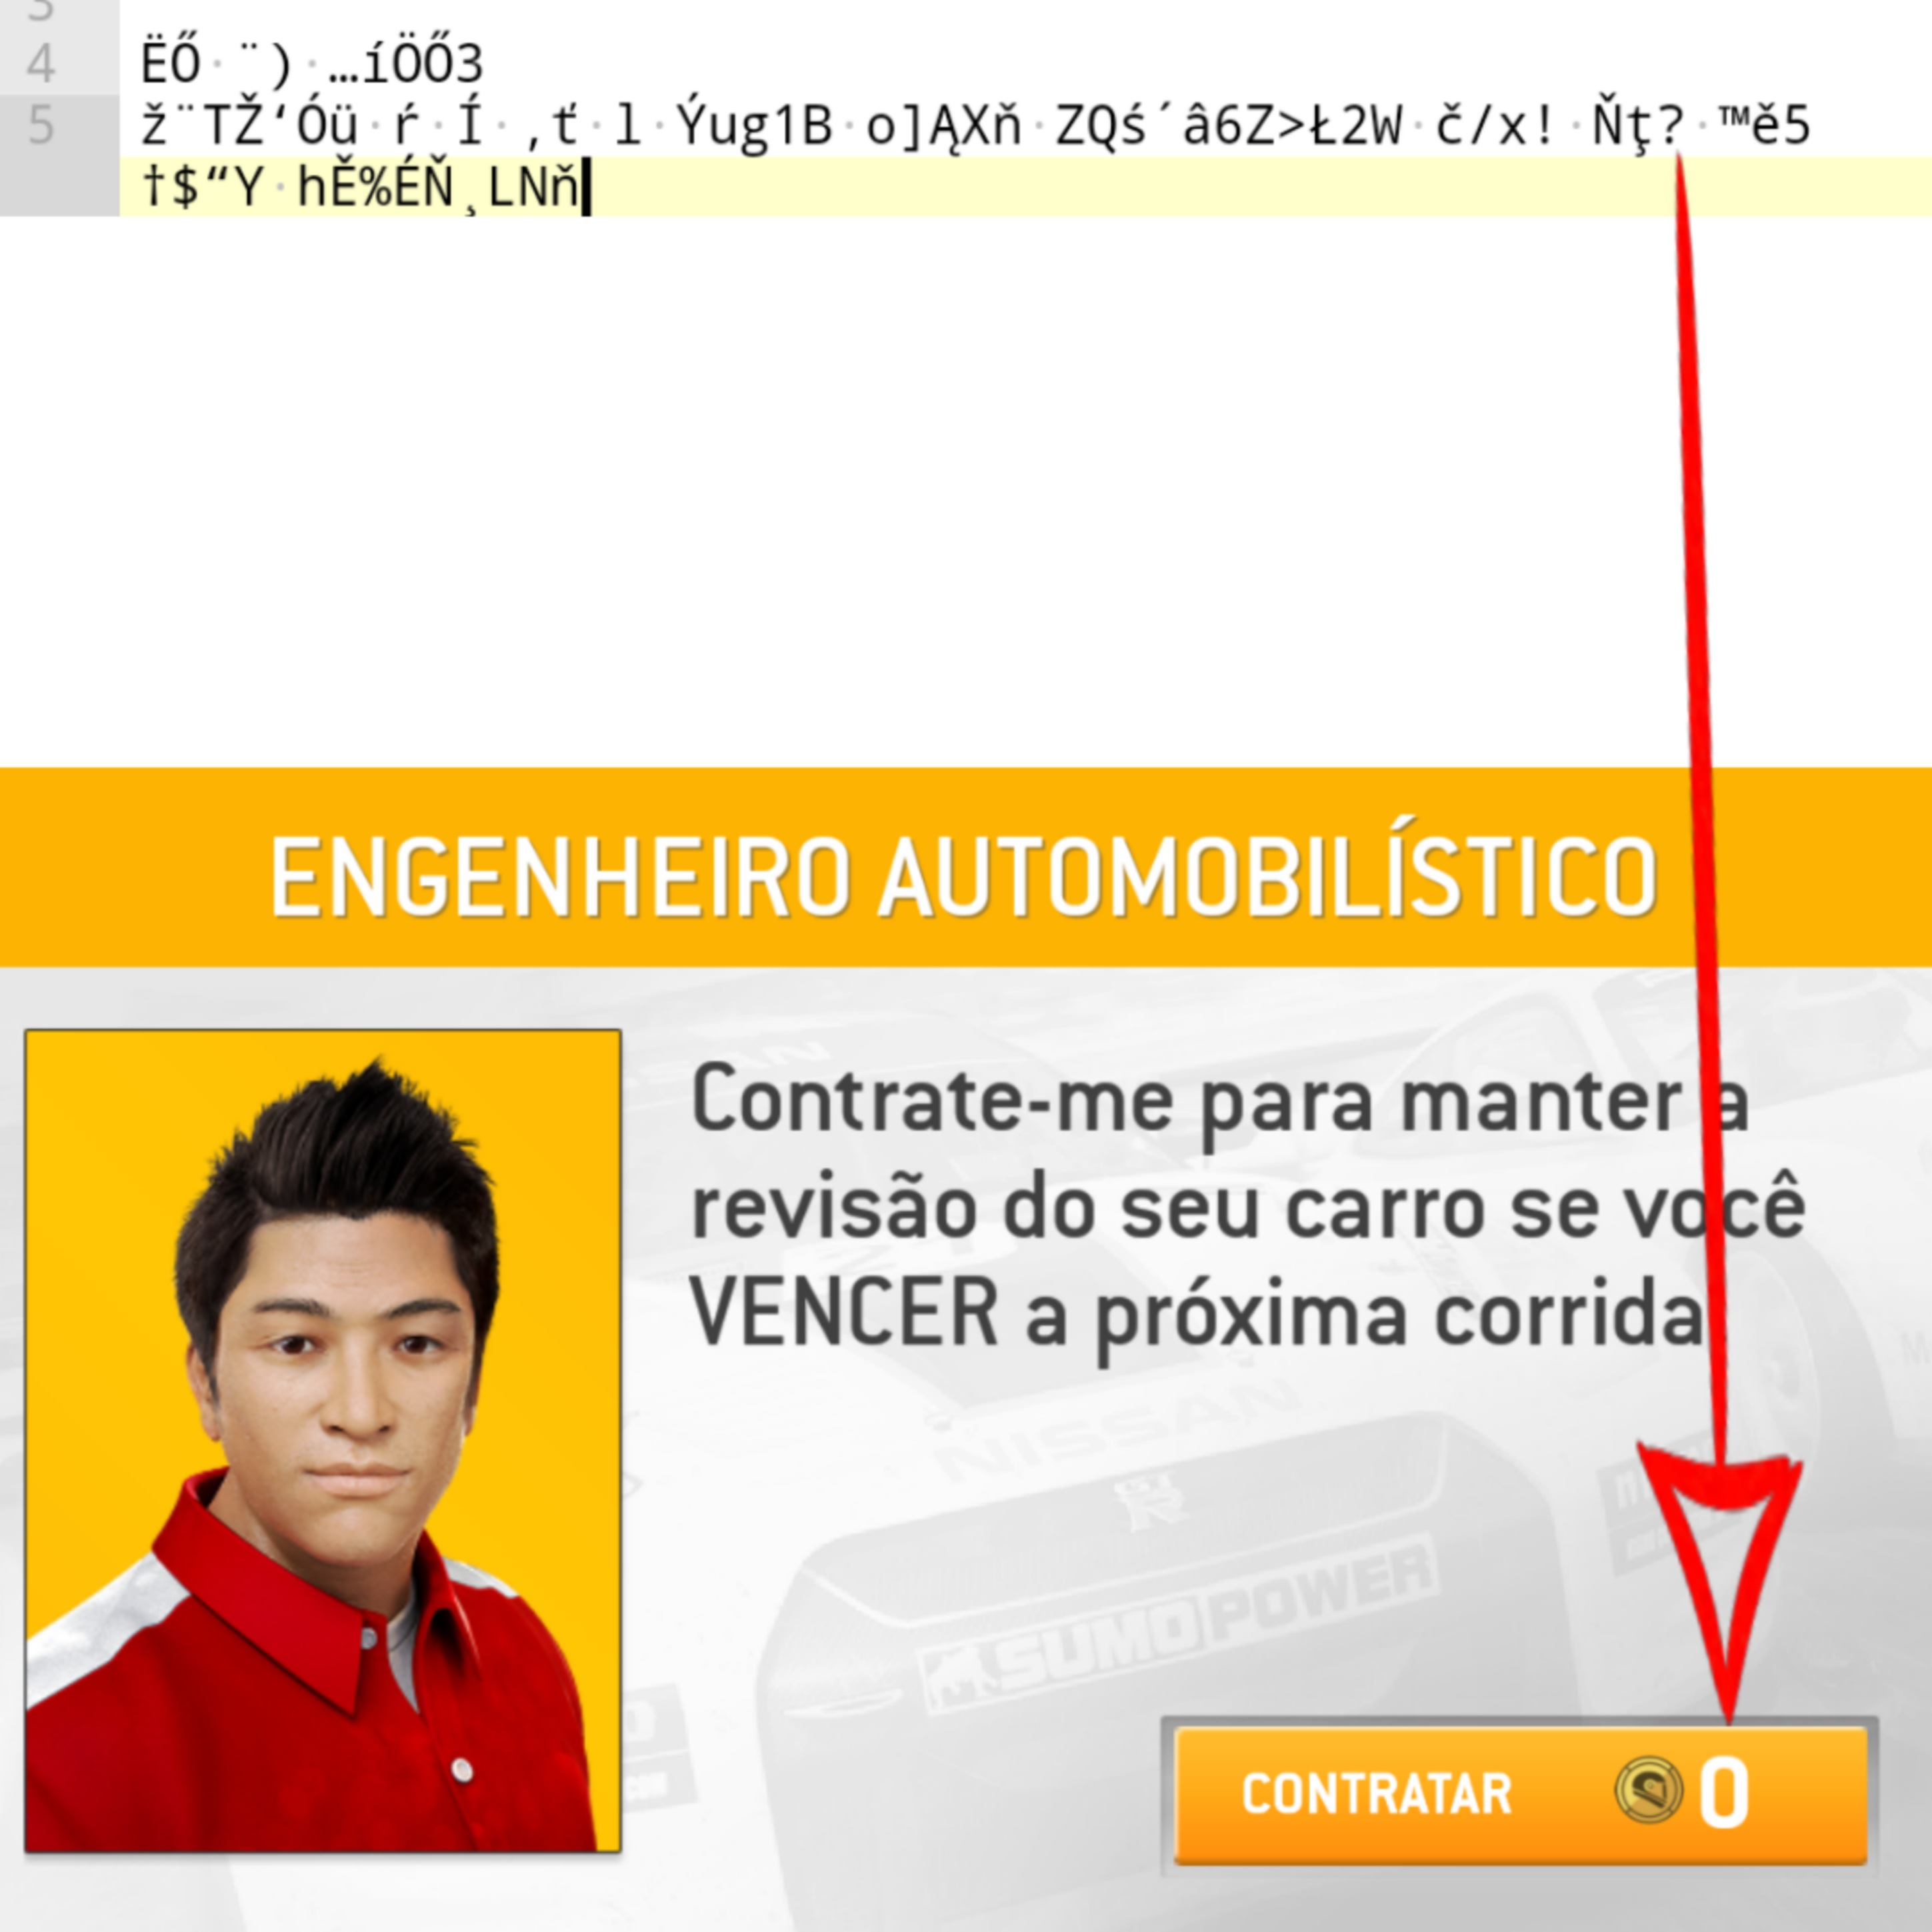 4 ËŐ ¨) …íÖŐ3
5 ž¨TŽ‘Óü ŕ Í ,ť l Ýug1B o]ĄXň ZQś´â6Z>Ł2W č/x! Ňţ? ™ě5
†$“Y hĚ%ÉŇ¸LNň
ENGENHEIRO AUTOMOBILÍSTICO
Contrate-me para manter a
revisão do seu carro se você
VENCER a próxima corrida
NISSAN
GT R
SUMO POWER
CONTRATAR 0